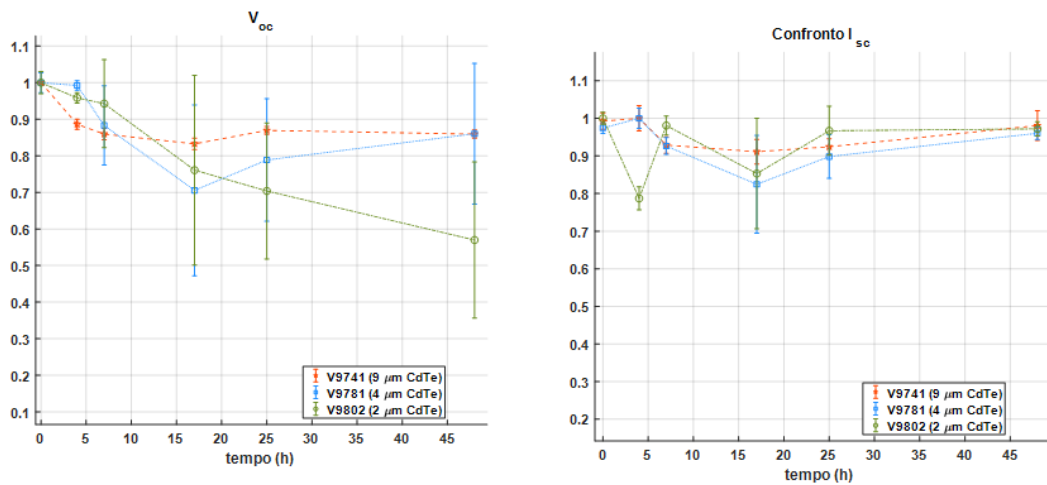 V oc
1.1
1
0.9
0.8
0.7
0.6
0.5
0.4
0.3
0.2
0.1
0 5 10 15 20 25 30 35 40 45
tempo (h)
V9741 (9 μm CdTe)
V9781 (4 μm CdTe)
V9802 (2 μm CdTe)
Confronto I sc
1.1
1
0.9
0.8
0.7
0.6
0.5
0.4
0.3
0.2
0 5 10 15 20 25 30 35 40 45
tempo (h)
V9741 (9 μm CdTe)
V9781 (4 μm CdTe)
V9802 (2 μm CdTe)